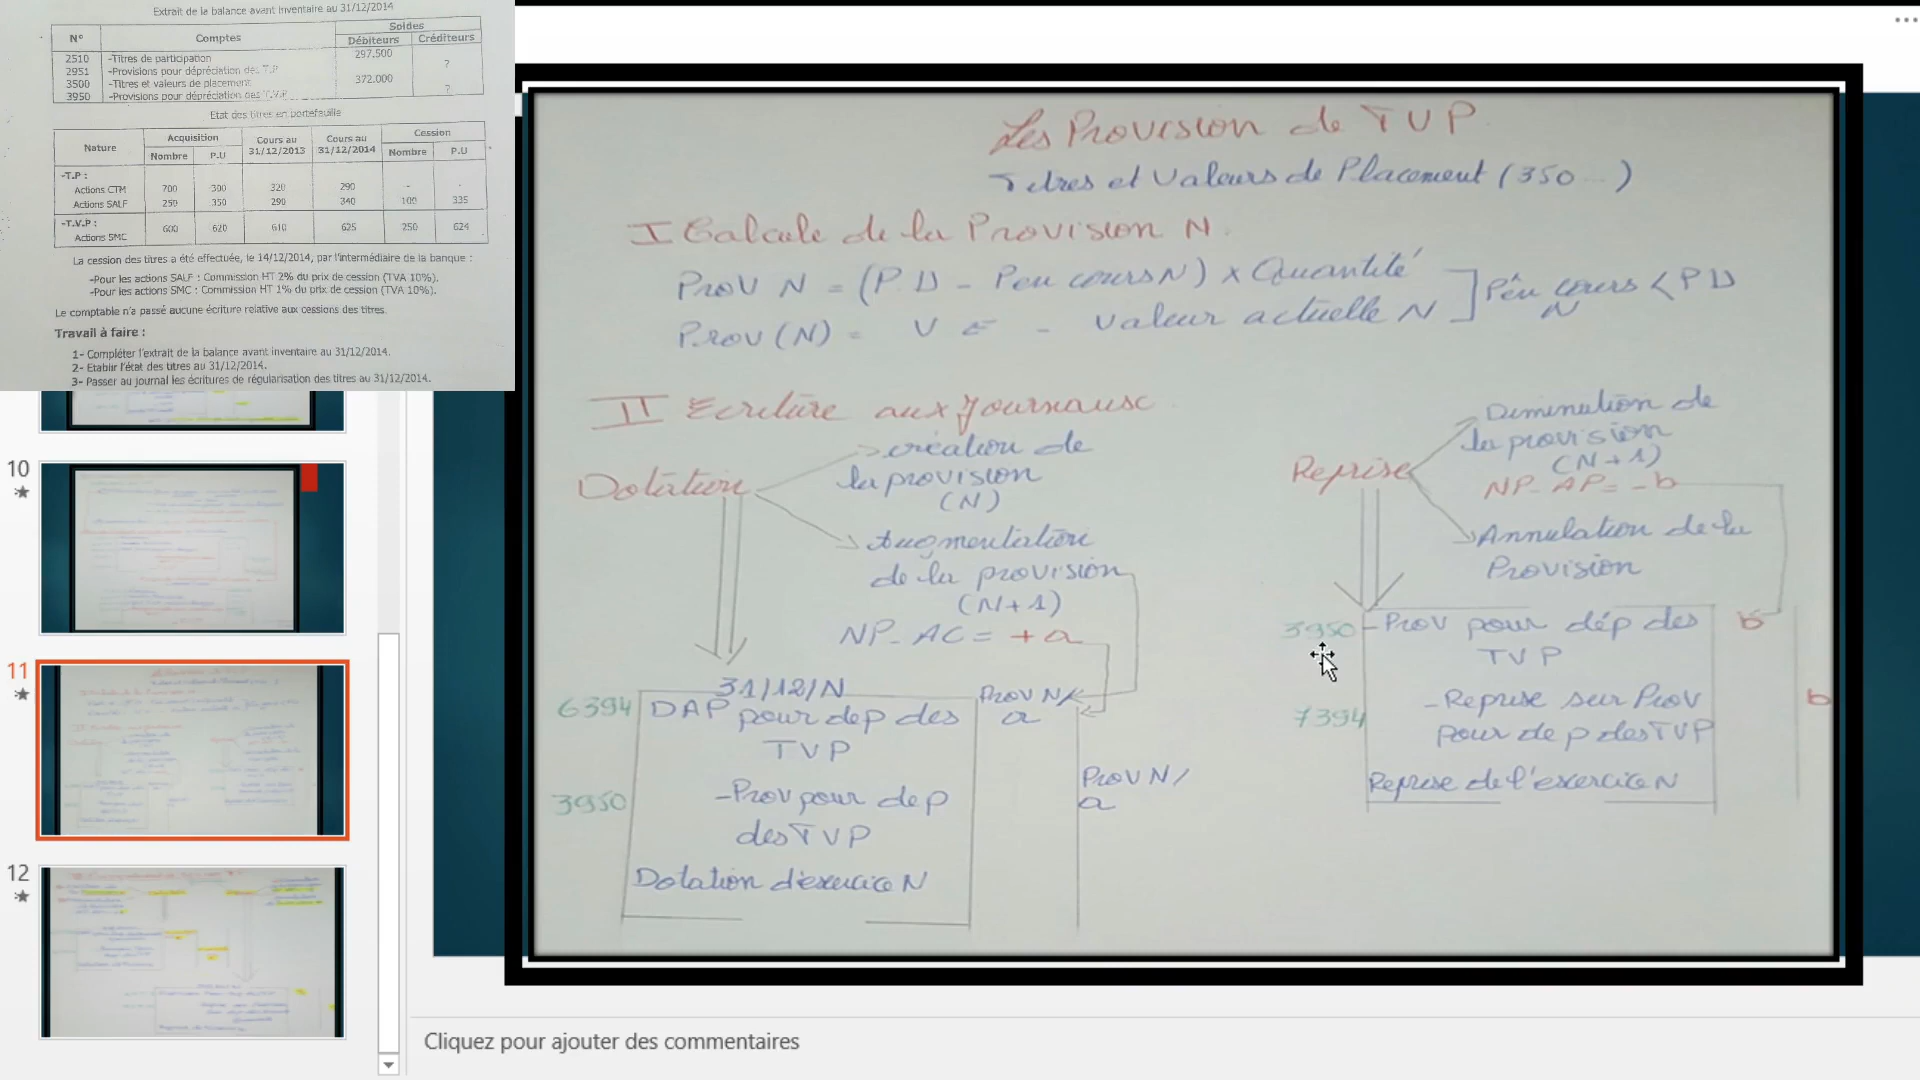 Extrait de la balance avant inventaire au 31/12/2014
N° Comptes Soldes
Débiteurs Créditeurs
2510 -Titres de participation 297.500
2951 -Provisions pour dépréciation des T.P ?
3500 -Titres et valeurs de placement 372.000
3950 -Provisions pour dépréciation des T.V.P ?
Etat des titres en portefeuille
Nature Acquisition Cours au 31/12/2013 Cours au 31/12/2014 Cession
Nombre P.U Nombre P.U
-T.P :
Actions CTM 700 300 320 290 - -
Actions SALF 250 350 290 340 100 335
-T.V.P :
Actions SMC 600 620 610 625 250 624
La cession des titres a été effectuée, le 14/12/2014, par l'intermédiaire de la banque :
-Pour les actions SALF : Commission HT 2% du prix de cession (TVA 10%).
-Pour les actions SMC : Commission HT 1% du prix de cession (TVA 10%).
Le comptable n'a passé aucune écriture relative aux cessions des titres.
Travail à faire :
1- Compléter l'extrait de la balance avant inventaire au 31/12/2014.
2- Etablir l'état des titres au 31/12/2014.
3- Passer au journal les écritures de régularisation des titres au 31/12/2014.
10
11
12
Les Provision de TVP
Titres et Valeurs de Placement (350...)
I Calcule de la Provision N.
Prov N = (P D - Peu cours N) x Quantité
Prov (N) = V E - Valeur actuelle N
Peu cours N < PD
II Ecriture aux Journaux
Dotation
création de
la provision
(N)
Augmentation
de la provision
(N+1)
NP - AC = + a
31/12/N
6394 DAP pour dep des Prov N/
TVP a
3950 -Prov pour dep Prov N/
des TVP a
Dotation d'exercice N
Reprise
Diminution de
la provision
(N+1)
NP - AP = - b
Annulation de la
Provision
3950 -Prov pour dép des b
TVP
7394 -Reprise sur Prov b
pour dep des TVP
Reprise de l'exercice N
Cliquez pour ajouter des commentaires